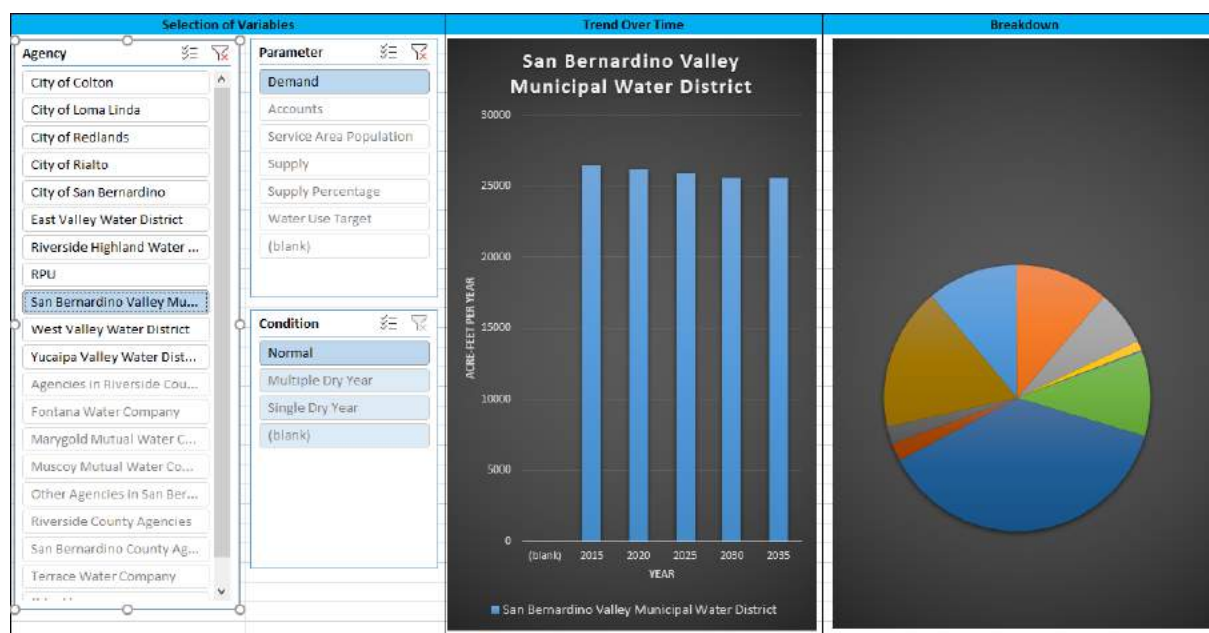 Selection of Variables
Trend Over Time
Breakdown
Agency
City of Colton
City of Loma Linda
City of Redlands
City of Rialto
City of San Bernardino
East Valley Water District
Riverside Highland Water ...
RPU
San Bernardino Valley Mu...
West Valley Water District
Yucaipa Valley Water Dist...
Agencies in Riverside Cou...
Fontana Water Company
Marygold Mutual Water C...
Muscoy Mutual Water Co...
Other Agencies in San Ber...
Riverside County Agencies
San Bernardino County Ag...
Terrace Water Company
Parameter
Demand
Accounts
Service Area Population
Supply
Supply Percentage
Water Use Target
(blank)
Condition
Normal
Multiple Dry Year
Single Dry Year
(blank)
San Bernardino Valley
Municipal Water District
30000
25000
20000
15000
10000
5000
0
ACRE-FEET PER YEAR
(blank) 2015 2020 2025 2030 2035
YEAR
San Bernardino Valley Municipal Water District